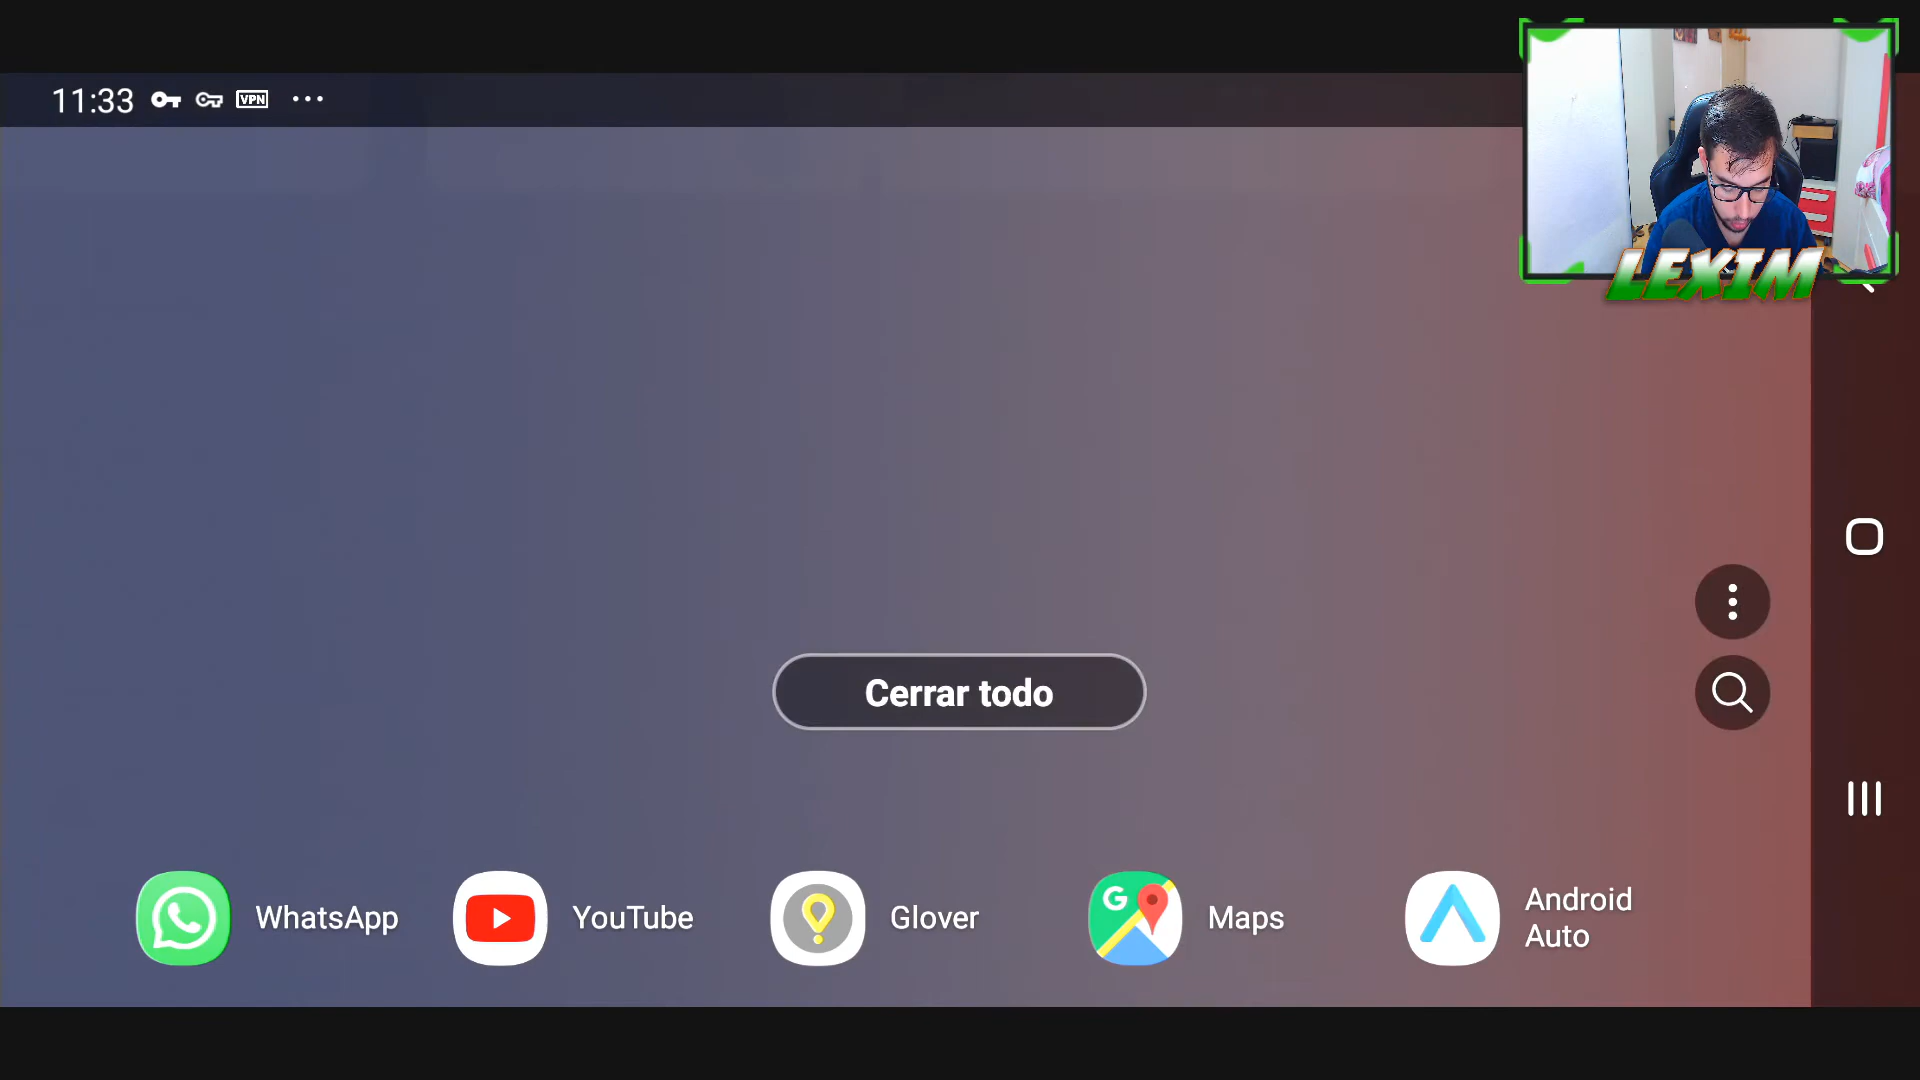 11:33 VPN ...
LEXIM
Cerrar todo
WhatsApp
YouTube
Glover
G
Maps
Android
Auto